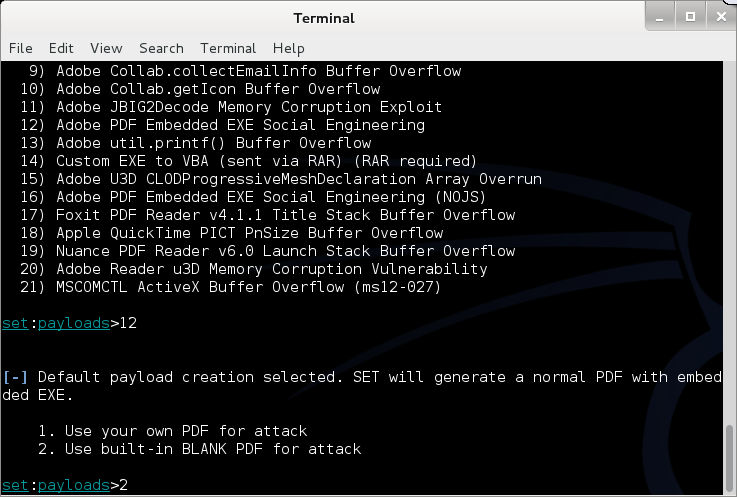 Terminal
File Edit View Search Terminal Help
9) Adobe Collab.collectEmailInfo Buffer Overflow
10) Adobe Collab.getIcon Buffer Overflow
11) Adobe JBIG2Decode Memory Corruption Exploit
12) Adobe PDF Embedded EXE Social Engineering
13) Adobe util.printf() Buffer Overflow
14) Custom EXE to VBA (sent via RAR) (RAR required)
15) Adobe U3D CLODProgressiveMeshDeclaration Array Overrun
16) Adobe PDF Embedded EXE Social Engineering (NOJS)
17) Foxit PDF Reader v4.1.1 Title Stack Buffer Overflow
18) Apple QuickTime PICT PnSize Buffer Overflow
19) Nuance PDF Reader v6.0 Launch Stack Buffer Overflow
20) Adobe Reader u3D Memory Corruption Vulnerability
21) MSCOMCTL ActiveX Buffer Overflow (ms12-027)
set:payloads>12
[-] Default payload creation selected. SET will generate a normal PDF with embed
ded EXE.
1. Use your own PDF for attack
2. Use built-in BLANK PDF for attack
set:payloads>2